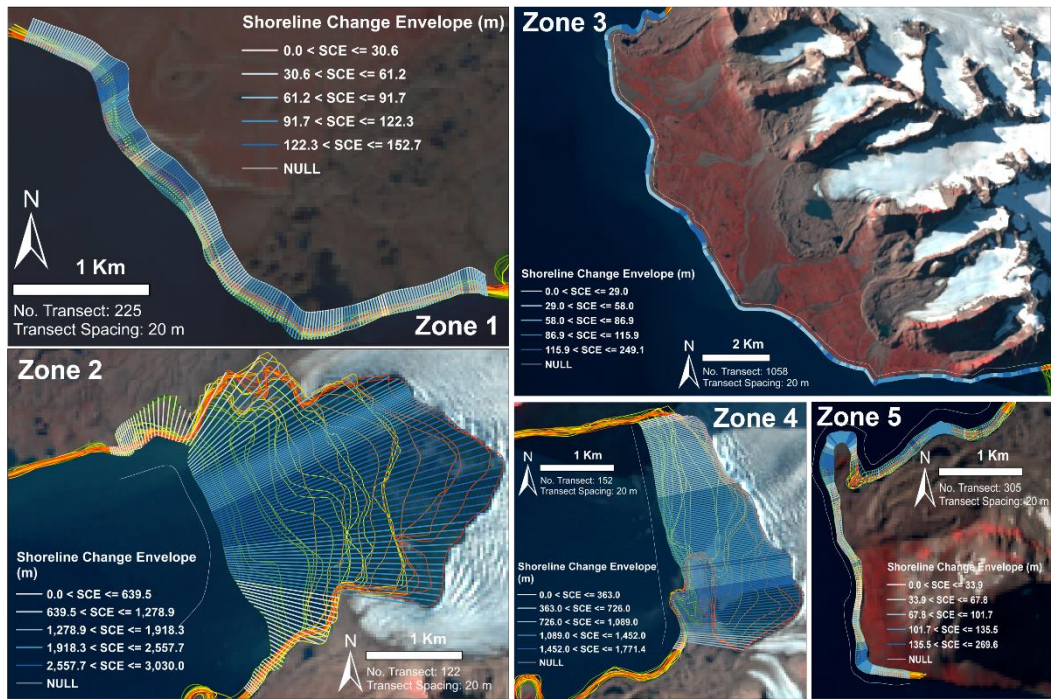 Shoreline Change Envelope (m)
0.0 < SCE <= 30.6
30.6 < SCE <= 61.2
61.2 < SCE <= 91.7
91.7 < SCE <= 122.3
122.3 < SCE <= 152.7
NULL
N
1 Km
No. Transect: 225
Transect Spacing: 20 m
Zone 1
Zone 3
Shoreline Change Envelope (m)
0.0 < SCE <= 29.0
29.0 < SCE <= 58.0
58.0 < SCE <= 86.9
86.9 < SCE <= 115.9
115.9 < SCE <= 249.1
NULL
N
2 Km
No. Transect: 1058
Transect Spacing: 20 m
Zone 2
Shoreline Change Envelope
(m)
0.0 < SCE <= 639.5
639.5 < SCE <= 1,278.9
1,278.9 < SCE <= 1,918.3
1,918.3 < SCE <= 2,557.7
2,557.7 < SCE <= 3,030.0
NULL
N
1 Km
No. Transect: 122
Transect Spacing: 20 m
Zone 4
N
1 Km
No. Transect: 152
Transect Spacing: 20 m
Shoreline Change Envelope
(m)
0.0 < SCE <= 363.0
363.0 < SCE <= 726.0
726.0 < SCE <= 1,089.0
1,089.0 < SCE <= 1,452.0
1,452.0 < SCE <= 1,771.4
NULL
Zone 5
1 Km
N
No. Transect: 305
Transect Spacing: 20 m
Shoreline Change Envelope (m)
0.0 < SCE <= 33.9
33.9 < SCE <= 67.8
67.8 < SCE <= 101.7
101.7 < SCE <= 135.5
135.5 < SCE <= 269.6
NULL